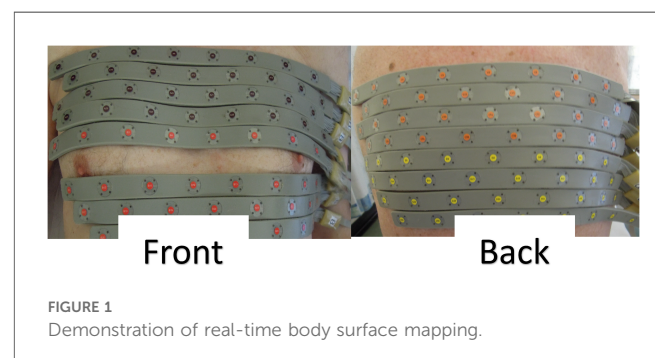 Front
Back
FIGURE 1
Demonstration of real-time body surface mapping.